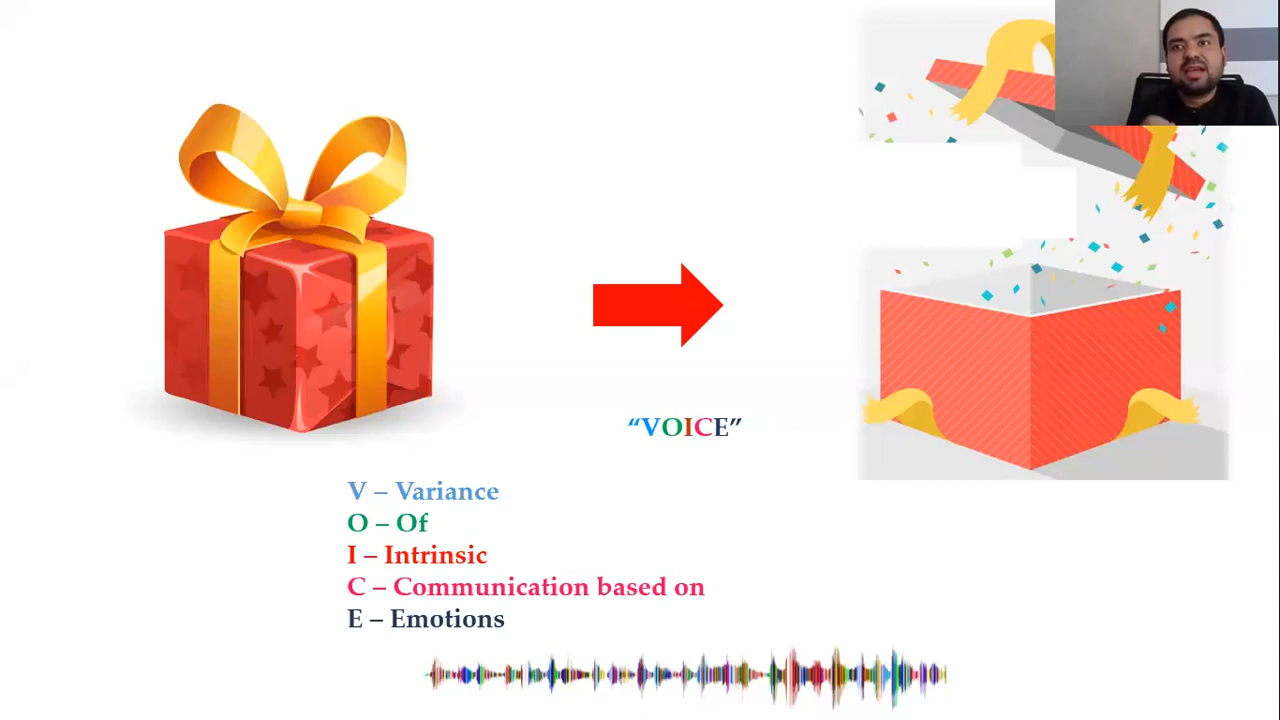 “VOICE”
V – Variance
O – Of
I – Intrinsic
C – Communication based on
E – Emotions